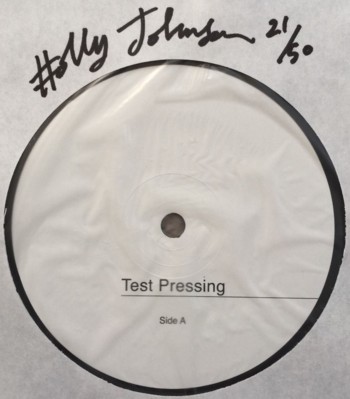 Holly Johnson 21/50
Test Pressing
Side A